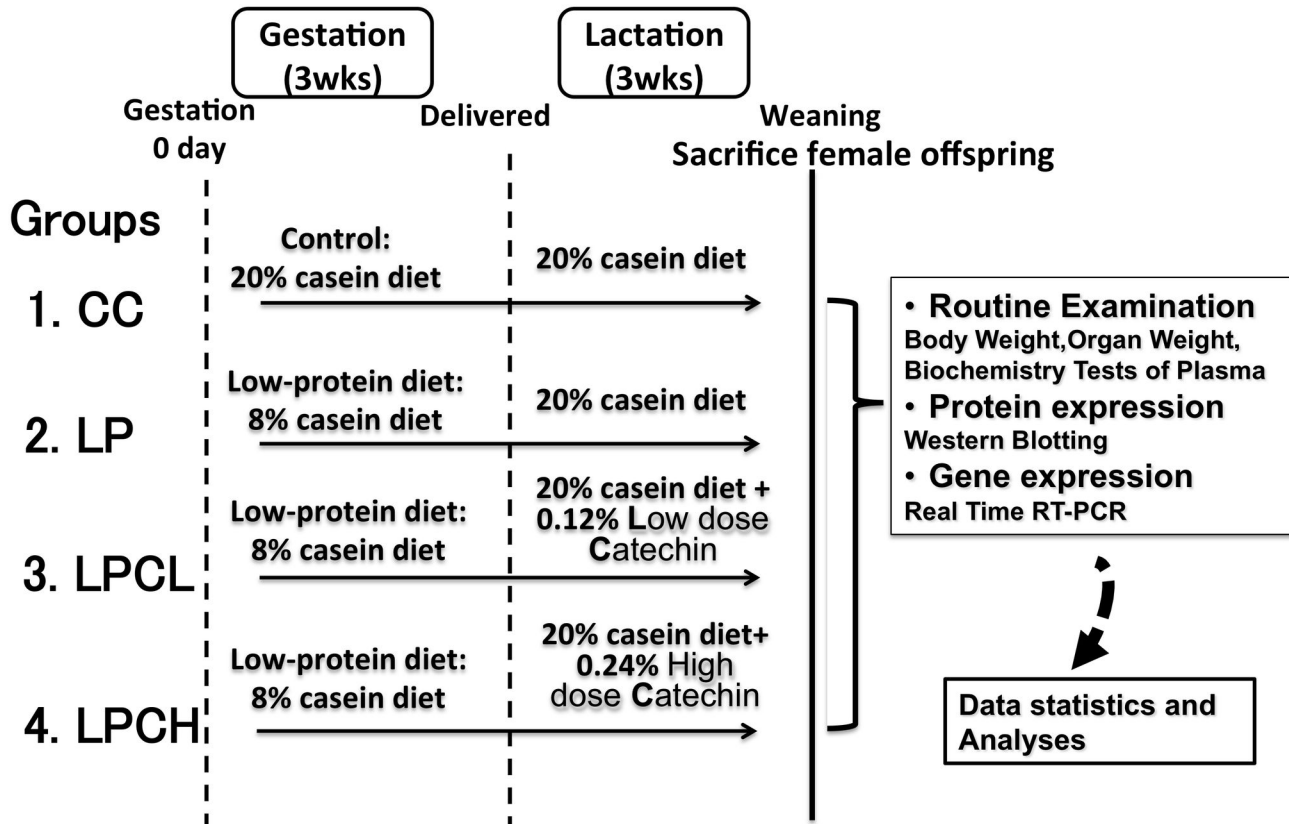 Gestation
(3wks)
Lactation
(3wks)
Gestation
0 day
Delivered
Weaning
Sacrifice female offspring
Groups
1. CC
Control:
20% casein diet
20% casein diet
2. LP
Low-protein diet:
8% casein diet
20% casein diet
3. LPCL
Low-protein diet:
8% casein diet
20% casein diet +
0.12% Low dose
Catechin
4. LPCH
Low-protein diet:
8% casein diet
20% casein diet+
0.24% High
dose Catechin
• Routine Examination
Body Weight,Organ Weight,
Biochemistry Tests of Plasma
• Protein expression
Western Blotting
• Gene expression
Real Time RT-PCR
Data statistics and
Analyses